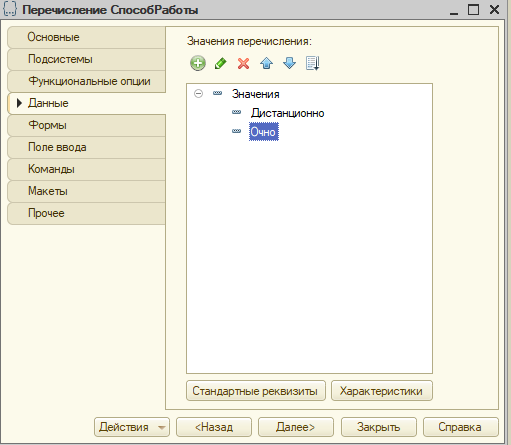 Перечисление СпособРаботы
Основные
Подсистемы
Функциональные опции
Данные
Формы
Поле ввода
Команды
Макеты
Прочее
Значения перечисления:
Значения
Дистанционно
Очно
Стандартные реквизиты
Характеристики
Действия
<Назад
Далее>
Закрыть
Справка